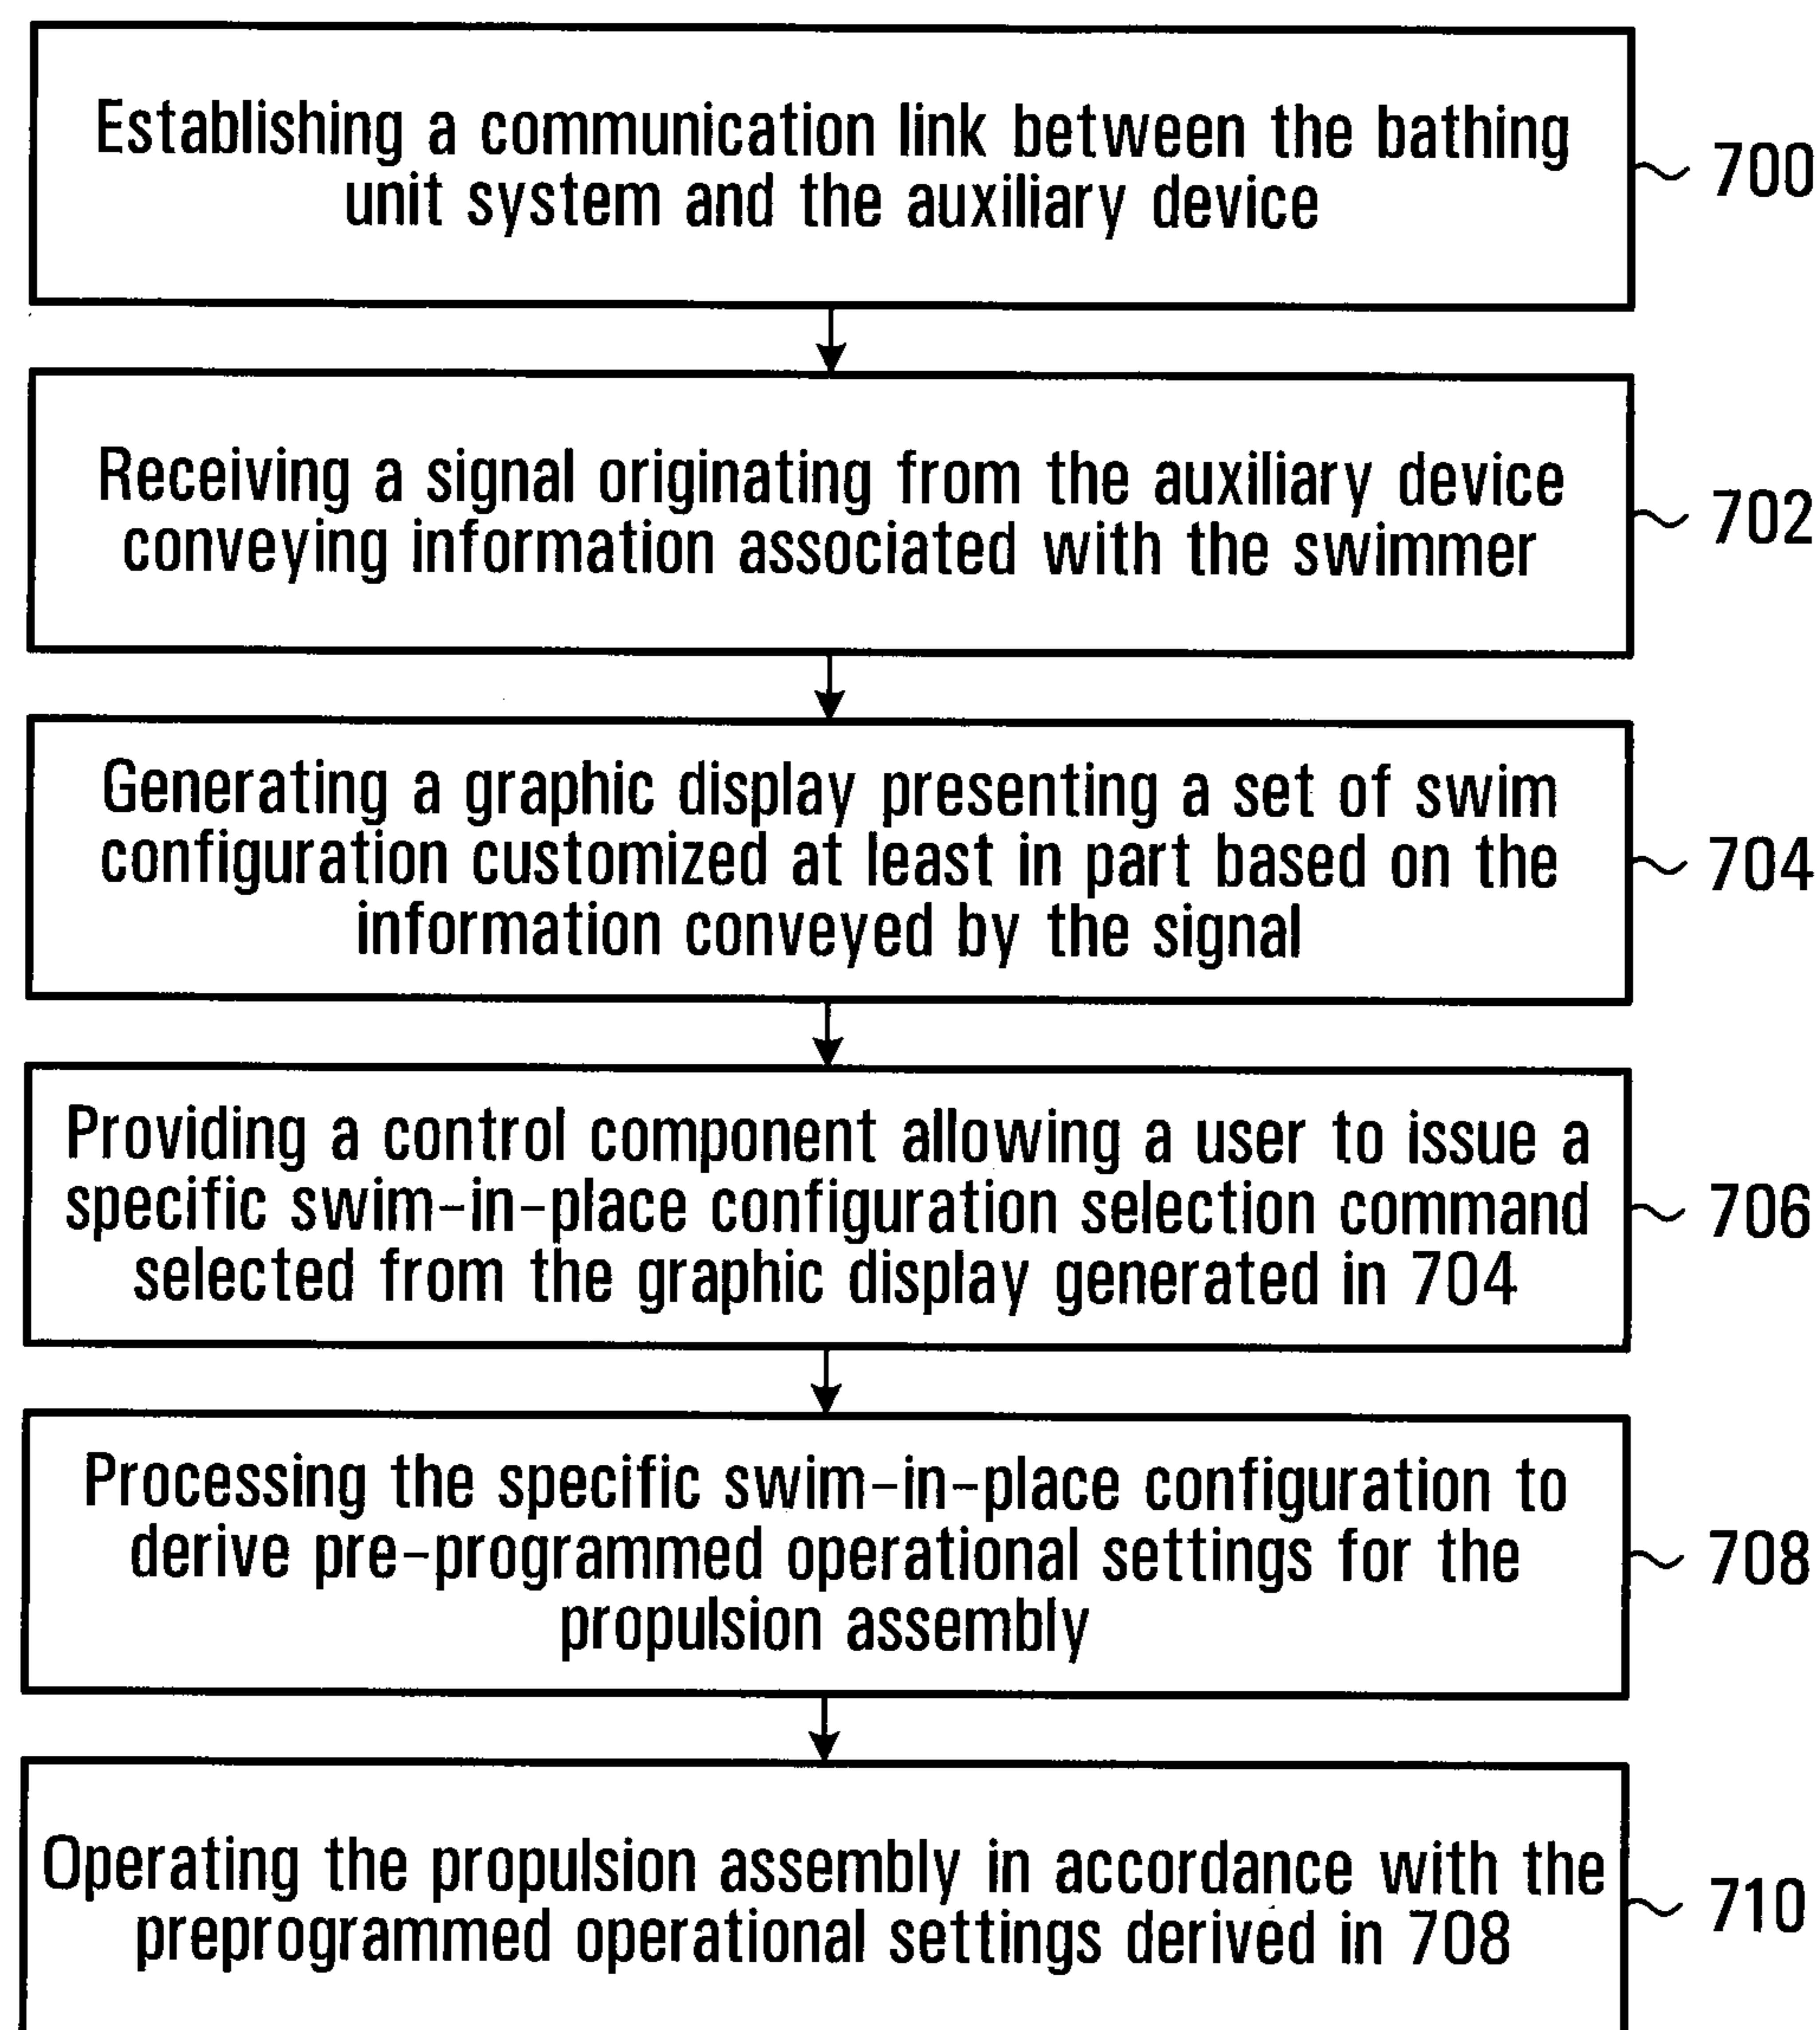 Establishing a communication link between the bathing
unit system and the auxiliary device
700
Receiving a signal originating from the auxiliary device
conveying information associated with the swimmer
702
Generating a graphic display presenting a set of swim
configuration customized at least in part based on the
information conveyed by the signal
704
Providing a control component allowing a user to issue a
specific swim-in-place configuration selection command
selected from the graphic display generated in 704
706
Processing the specific swim-in-place configuration to
derive pre-programmed operational settings for the
propulsion assembly
708
Operating the propulsion assembly in accordance with the
preprogrammed operational settings derived in 708
710